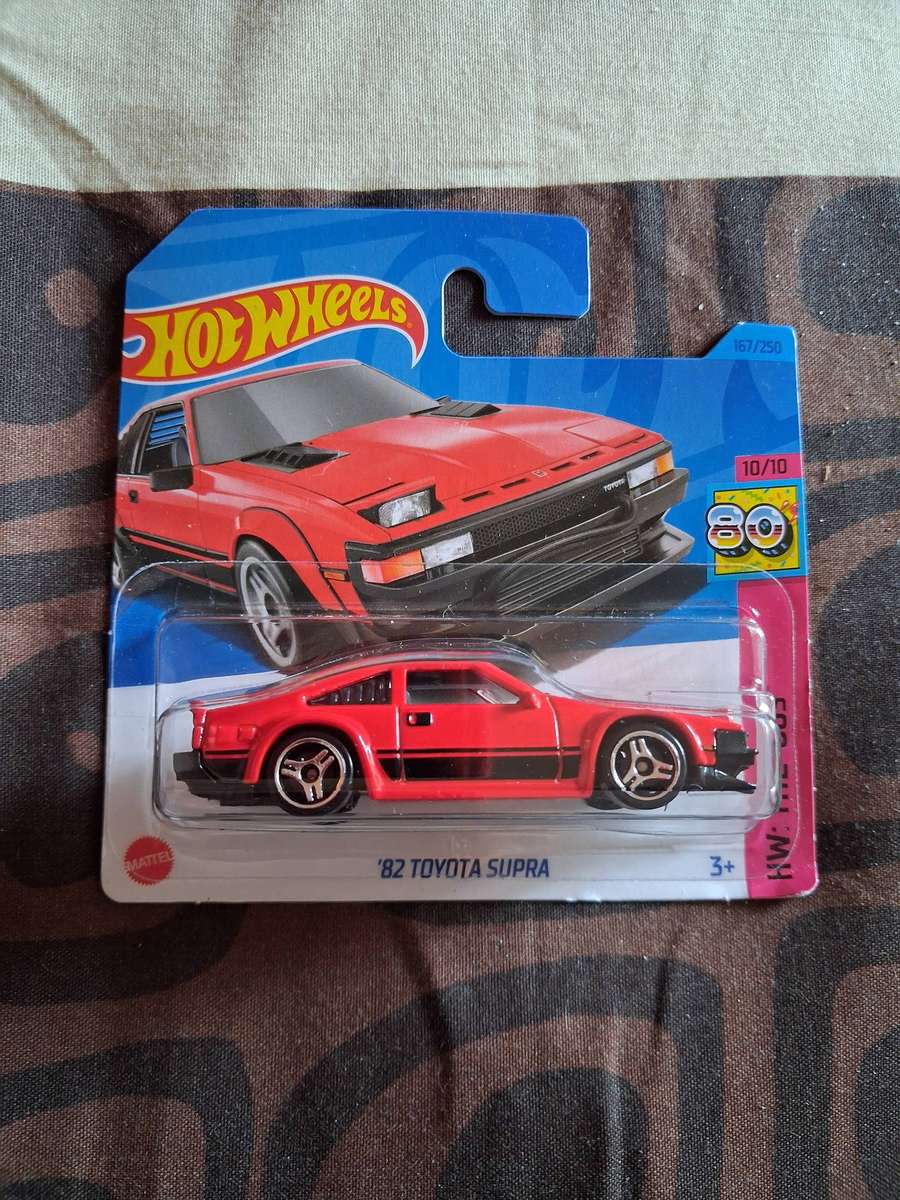 HOT WHEELS
167/250
10/10
TOYOTA
80
HW: THE 80s
MATTEL
'82 TOYOTA SUPRA
3+